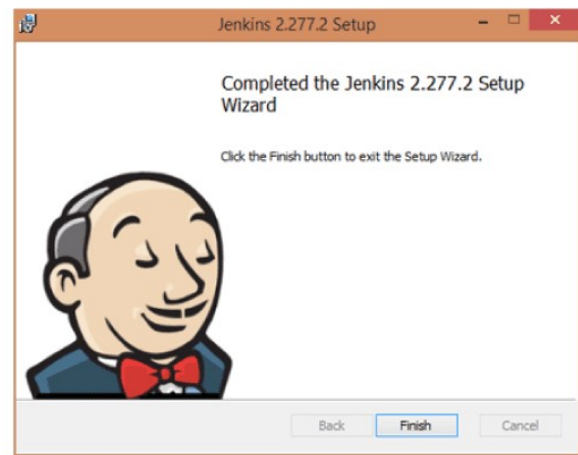 Jenkins 2.277.2 Setup
Completed the Jenkins 2.277.2 Setup
Wizard
Click the Finish button to exit the Setup Wizard.
Back Finish Cancel